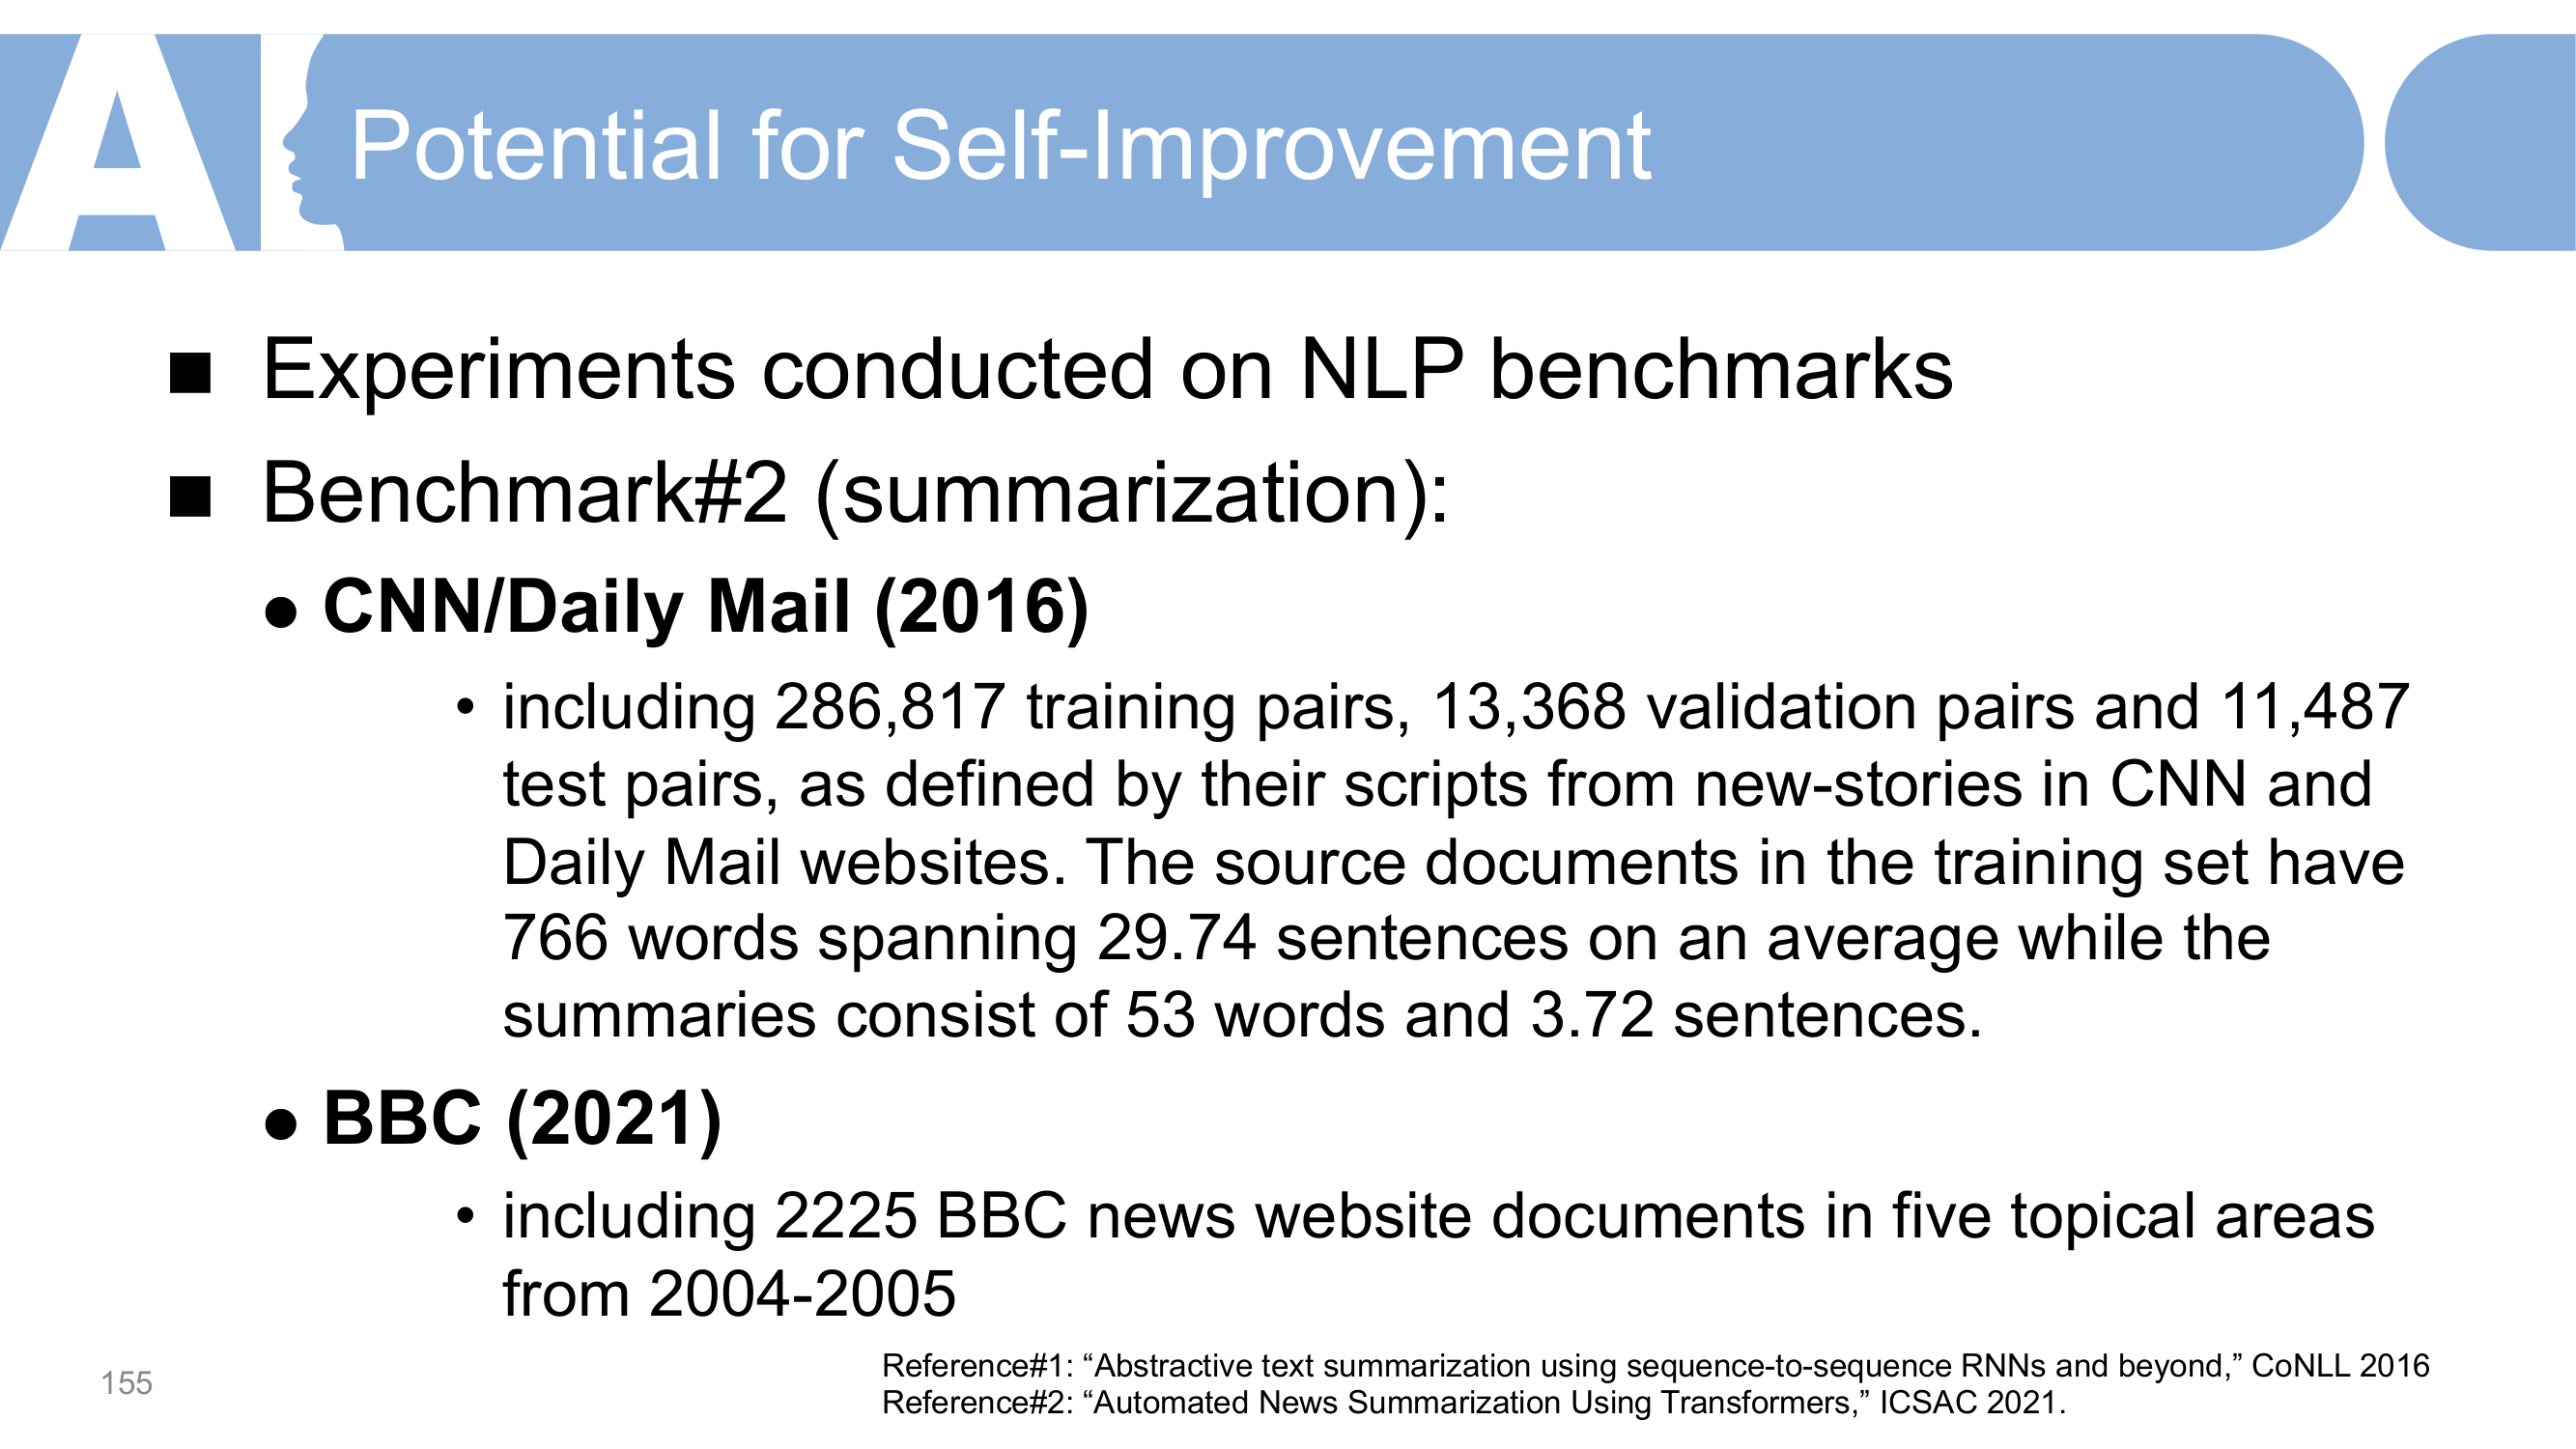 AI
Potential for Self-Improvement
■ Experiments conducted on NLP benchmarks
■ Benchmark#2 (summarization):
● CNN/Daily Mail (2016)
• including 286,817 training pairs, 13,368 validation pairs and 11,487
test pairs, as defined by their scripts from new-stories in CNN and
Daily Mail websites. The source documents in the training set have
766 words spanning 29.74 sentences on an average while the
summaries consist of 53 words and 3.72 sentences.
● BBC (2021)
• including 2225 BBC news website documents in five topical areas
from 2004-2005
Reference#1: “Abstractive text summarization using sequence-to-sequence RNNs and beyond,” CoNLL 2016
Reference#2: “Automated News Summarization Using Transformers,” ICSAC 2021.
155